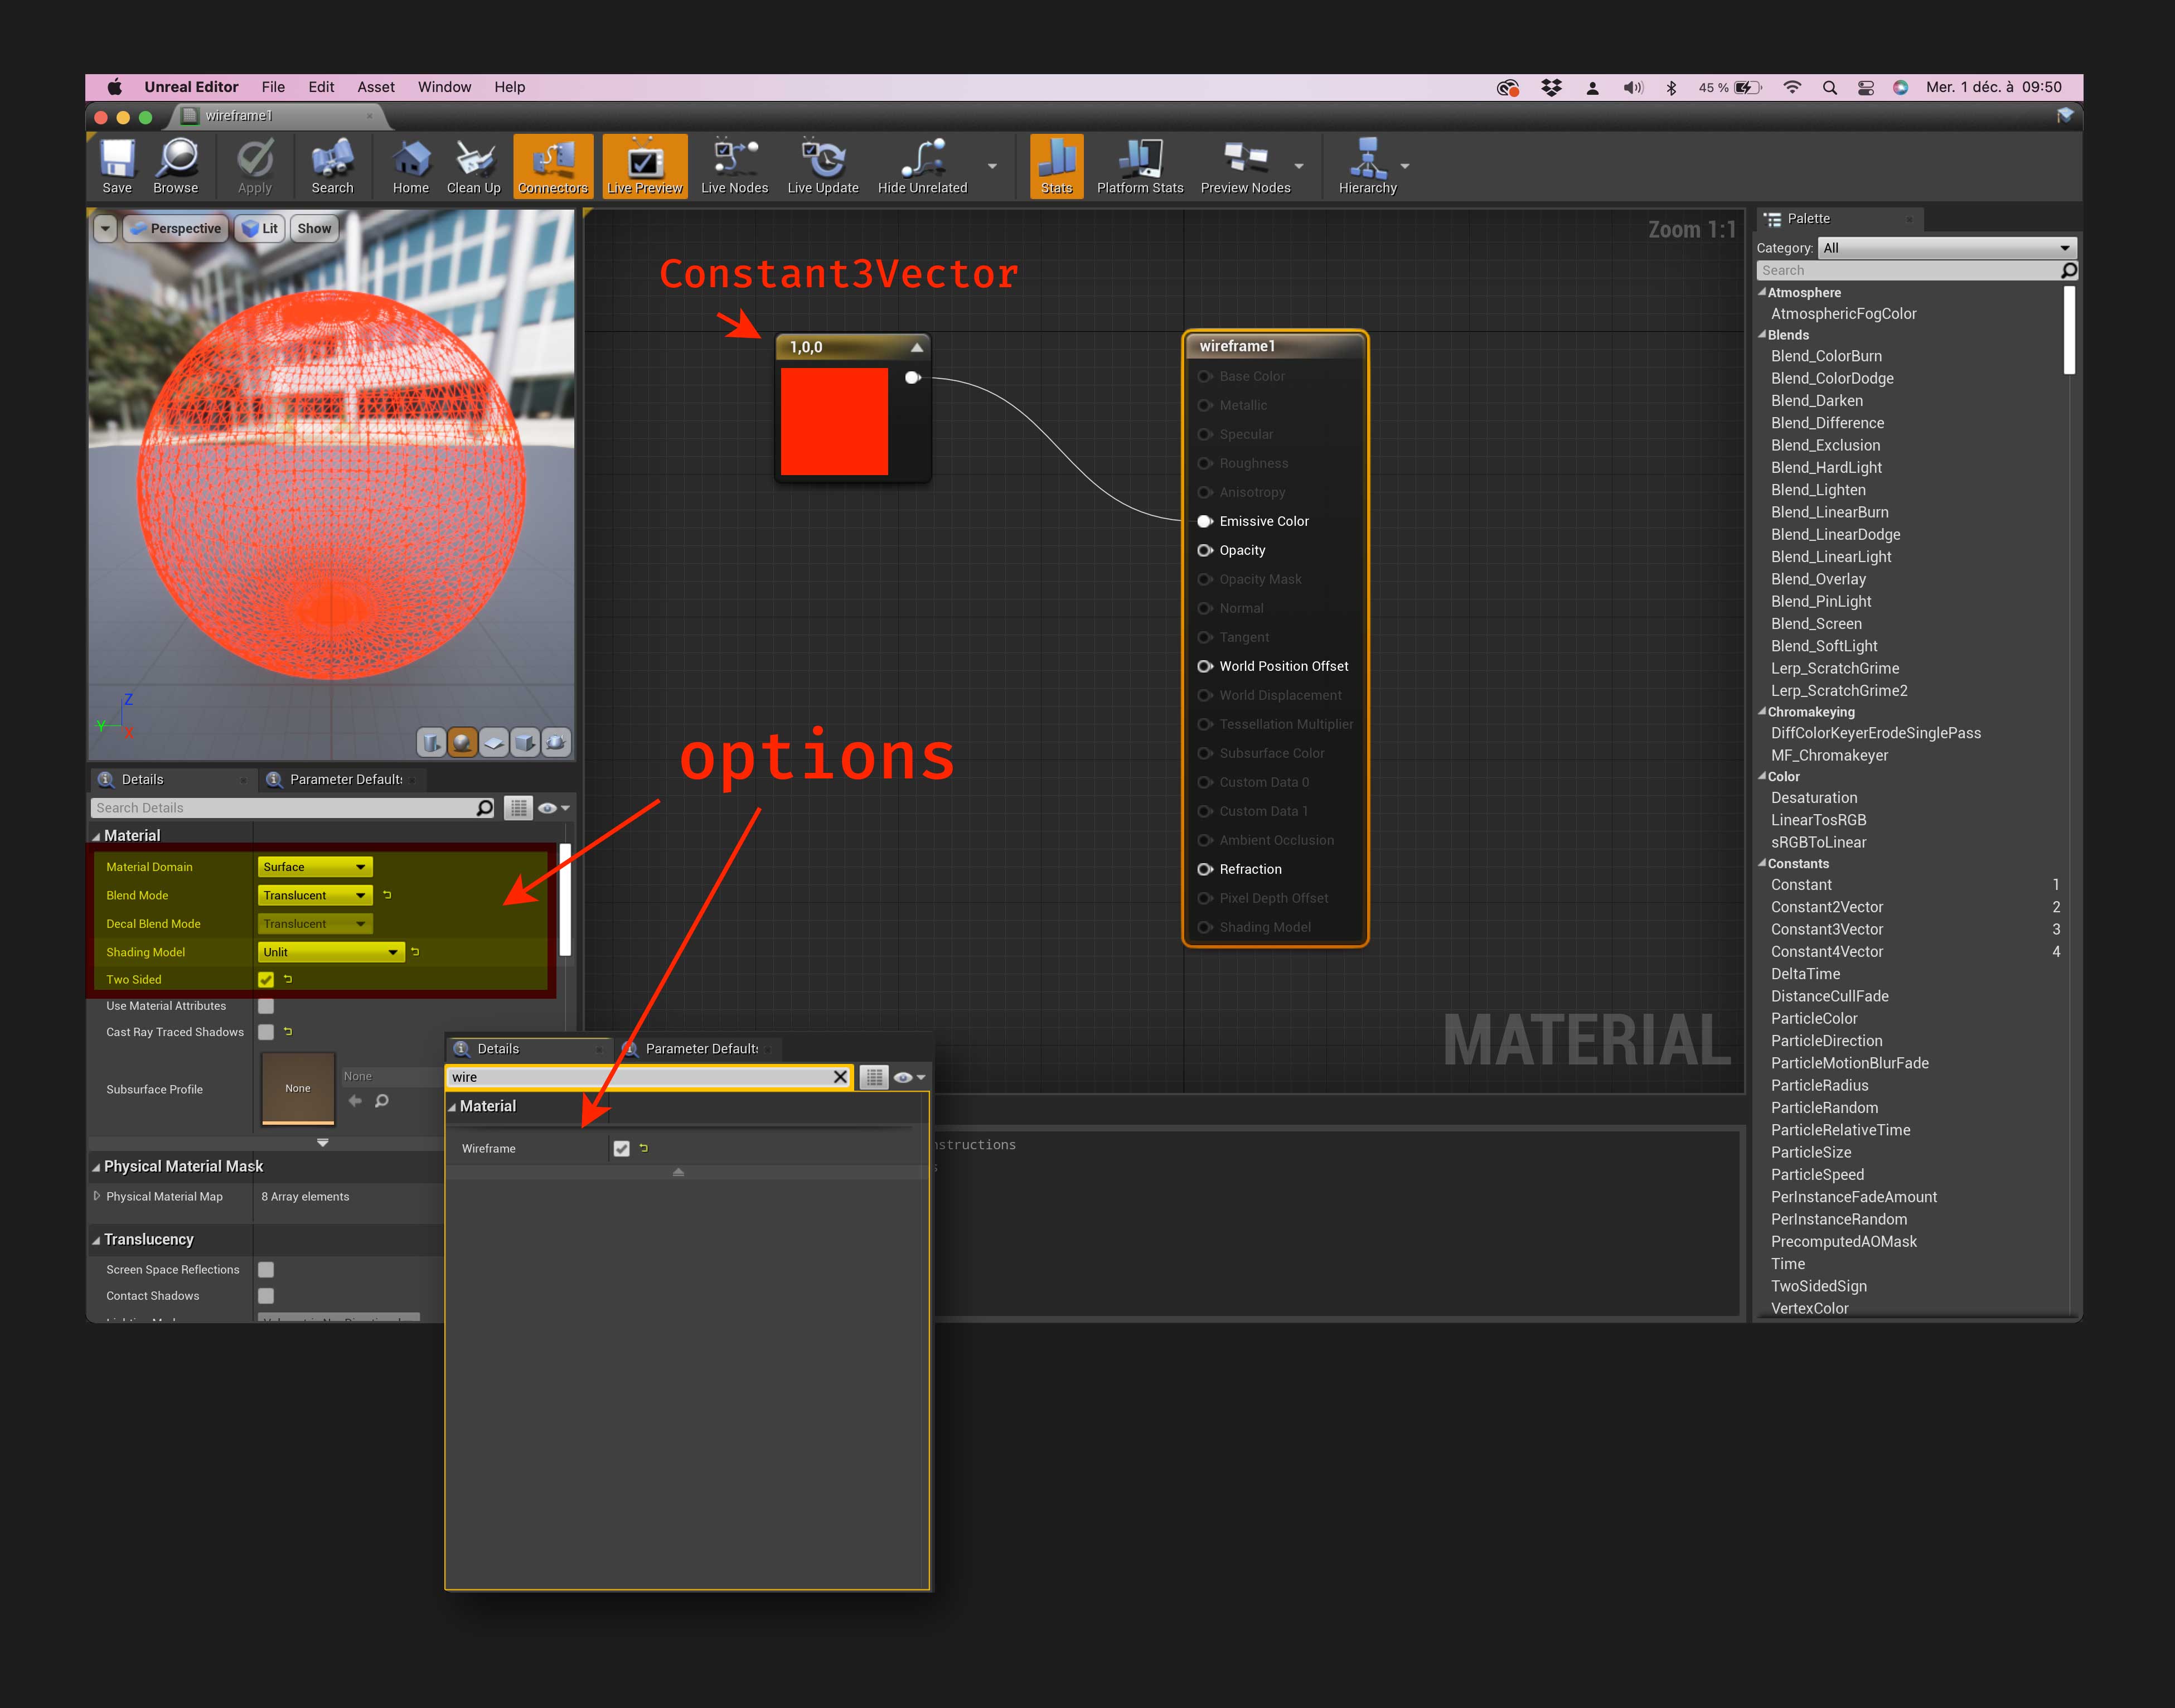 Unreal Editor File Edit Asset Window Help 45 % Mer. 1 déc. à 09:50
wireframe1
Save Browse Apply Search Home Clean Up Connectors Live Preview Live Nodes Live Update Hide Unrelated Stats Platform Stats Preview Nodes Hierarchy
Perspective Lit Show
Z
Y
X
Zoom 1:1
Constant3Vector
1,0,0
wireframe1
Base Color
Metallic
Specular
Roughness
Anisotropy
Emissive Color
Opacity
Opacity Mask
Normal
Tangent
World Position Offset
World Displacement
Tessellation Multiplier
Subsurface Color
Custom Data 0
Custom Data 1
Ambient Occlusion
Refraction
Pixel Depth Offset
Shading Model
options
MATERIAL
Details Parameter Default
Search Details
Material
Material Domain Surface
Blend Mode Translucent
Decal Blend Mode Translucent
Shading Model Unlit
Two Sided
Use Material Attributes
Cast Ray Traced Shadows
Subsurface Profile None None
Physical Material Mask
Physical Material Map 8 Array elements
Translucency
Screen Space Reflections
Contact Shadows
Details Parameter Default
wire
Material
Wireframe
nstructions
s
Palette
Category: All
Search
Atmosphere
AtmosphericFogColor
Blends
Blend_ColorBurn
Blend_ColorDodge
Blend_Darken
Blend_Difference
Blend_Exclusion
Blend_HardLight
Blend_Lighten
Blend_LinearBurn
Blend_LinearDodge
Blend_LinearLight
Blend_Overlay
Blend_PinLight
Blend_Screen
Blend_SoftLight
Lerp_ScratchGrime
Lerp_ScratchGrime2
Chromakeying
DiffColorKeyerErodeSinglePass
MF_Chromakeyer
Color
Desaturation
LinearTosRGB
sRGBToLinear
Constants
Constant 1
Constant2Vector 2
Constant3Vector 3
Constant4Vector 4
DeltaTime
DistanceCullFade
ParticleColor
ParticleDirection
ParticleMotionBlurFade
ParticleRadius
ParticleRandom
ParticleRelativeTime
ParticleSize
ParticleSpeed
PerInstanceFadeAmount
PerInstanceRandom
PrecomputedAOMask
Time
TwoSidedSign
VertexColor